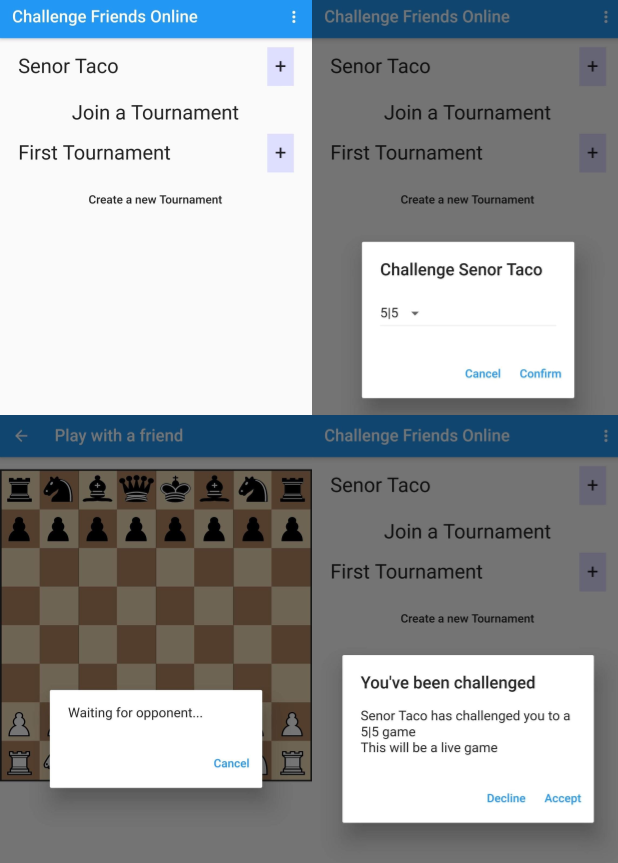 Challenge Friends Online
Senor Taco
+
Join a Tournament
First Tournament
+
Create a new Tournament
Challenge Friends Online
Senor Taco
+
Join a Tournament
First Tournament
+
Create a new Tournament
Challenge Senor Taco
5|5
Cancel Confirm
Play with a friend
Waiting for opponent...
Cancel
Challenge Friends Online
Senor Taco
+
Join a Tournament
First Tournament
+
Create a new Tournament
You've been challenged
Senor Taco has challenged you to a
5|5 game
This will be a live game
Decline Accept